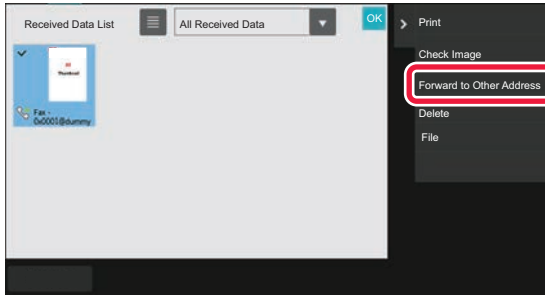 Received Data List
All Received Data
OK
Print
Check Image
Forward to Other Address
Delete
File
Thumbnail
Fax -
0x0001@dummy